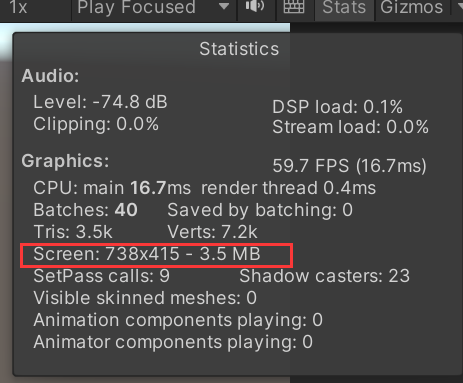 1x Play Focused Stats Gizmos
Statistics
Audio:
Level: -74.8 dB DSP load: 0.1%
Clipping: 0.0% Stream load: 0.0%
Graphics: 59.7 FPS (16.7ms)
CPU: main 16.7ms render thread 0.4ms
Batches: 40 Saved by batching: 0
Tris: 3.5k Verts: 7.2k
Screen: 738x415 - 3.5 MB
SetPass calls: 9 Shadow casters: 23
Visible skinned meshes: 0
Animation components playing: 0
Animator components playing: 0